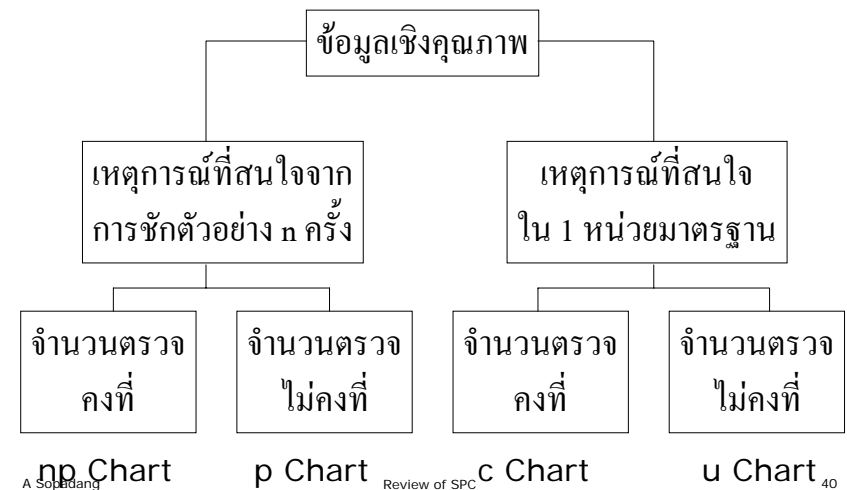 ข้อมูลเชิงคุณภาพ
เหตุการณ์ที่สนใจจาก
การชักตัวอย่าง n ครั้ง
เหตุการณ์ที่สนใจ
ใน 1 หน่วยมาตรฐาน
จำนวนตรวจ
คงที่
จำนวนตรวจ
ไม่คงที่
จำนวนตรวจ
คงที่
จำนวนตรวจ
ไม่คงที่
np Chart
p Chart
c Chart
u Chart
A Sopadang
Review of SPC
40